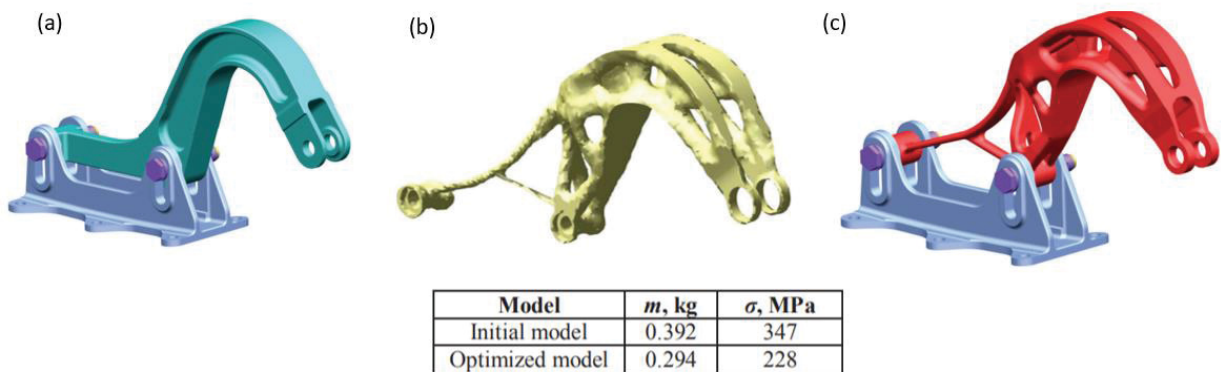 (a)
(b)
(c)
Model m, kg σ, MPa
Initial model 0.392 347
Optimized model 0.294 228